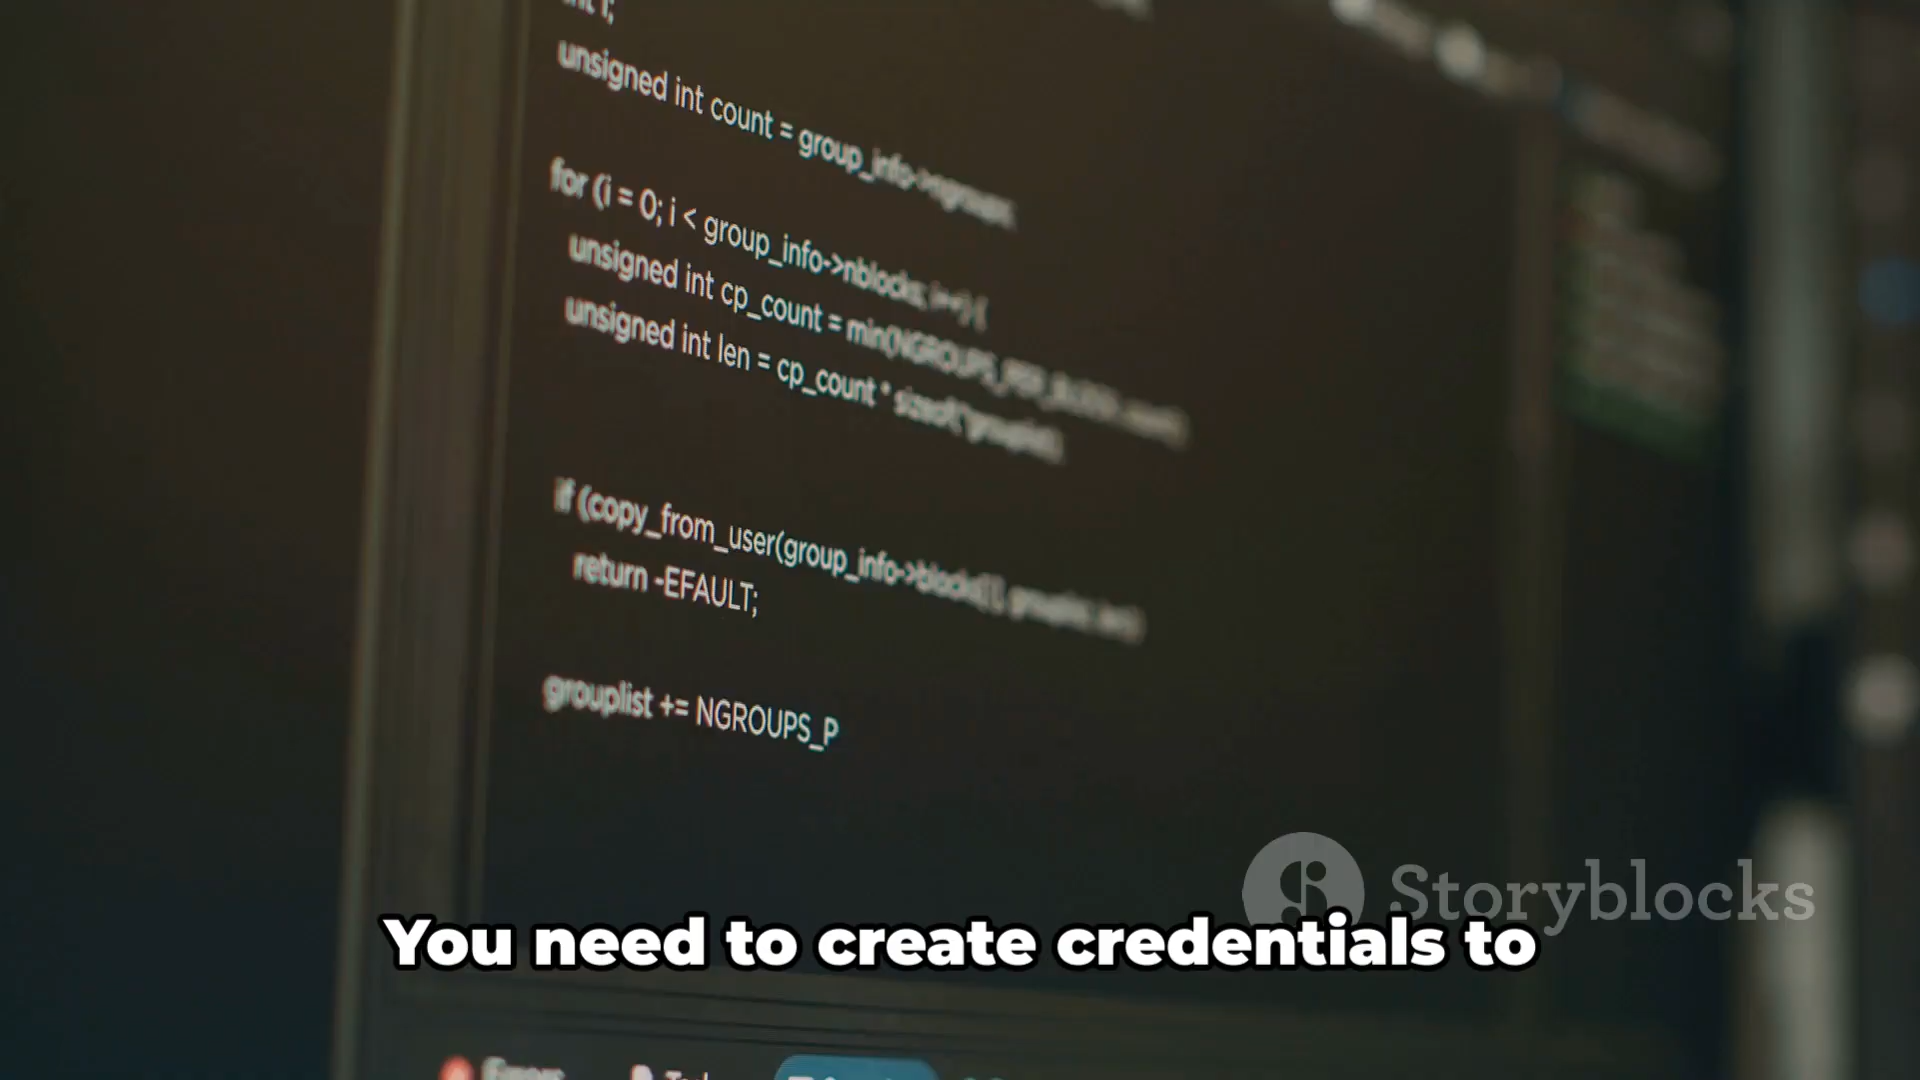 unsigned int count = group_info->ngroups;
for (i = 0; i < group_info->nblocks; i++) {
unsigned int cp_count = min(NGROUPS_PER_BLOCK, count);
unsigned int len = cp_count * sizeof(*grouplist);
if (copy_from_user(group_info->blocks[i], grouplist, len))
return -EFAULT;
grouplist += NGROUPS_P
Storyblocks
You need to create credentials to
Errors